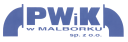 PWiK
W MALBORKU
sp. z o.o.